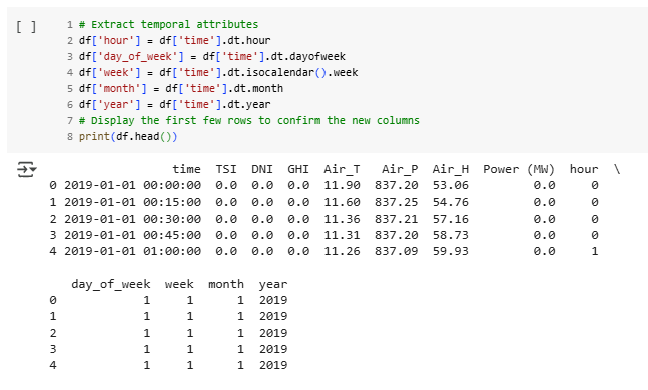 [ ] 1 # Extract temporal attributes
2 df['hour'] = df['time'].dt.hour
3 df['day_of_week'] = df['time'].dt.dayofweek
4 df['week'] = df['time'].dt.isocalendar().week
5 df['month'] = df['time'].dt.month
6 df['year'] = df['time'].dt.year
7 # Display the first few rows to confirm the new columns
8 print(df.head())
time TSI DNI GHI Air_T Air_P Air_H Power (MW) hour \
0 2019-01-01 00:00:00 0.0 0.0 0.0 11.90 837.20 53.06 0.0 0
1 2019-01-01 00:15:00 0.0 0.0 0.0 11.60 837.25 54.76 0.0 0
2 2019-01-01 00:30:00 0.0 0.0 0.0 11.36 837.21 57.16 0.0 0
3 2019-01-01 00:45:00 0.0 0.0 0.0 11.31 837.20 58.73 0.0 0
4 2019-01-01 01:00:00 0.0 0.0 0.0 11.26 837.09 59.93 0.0 1
day_of_week week month year
0 1 1 1 2019
1 1 1 1 2019
2 1 1 1 2019
3 1 1 1 2019
4 1 1 1 2019